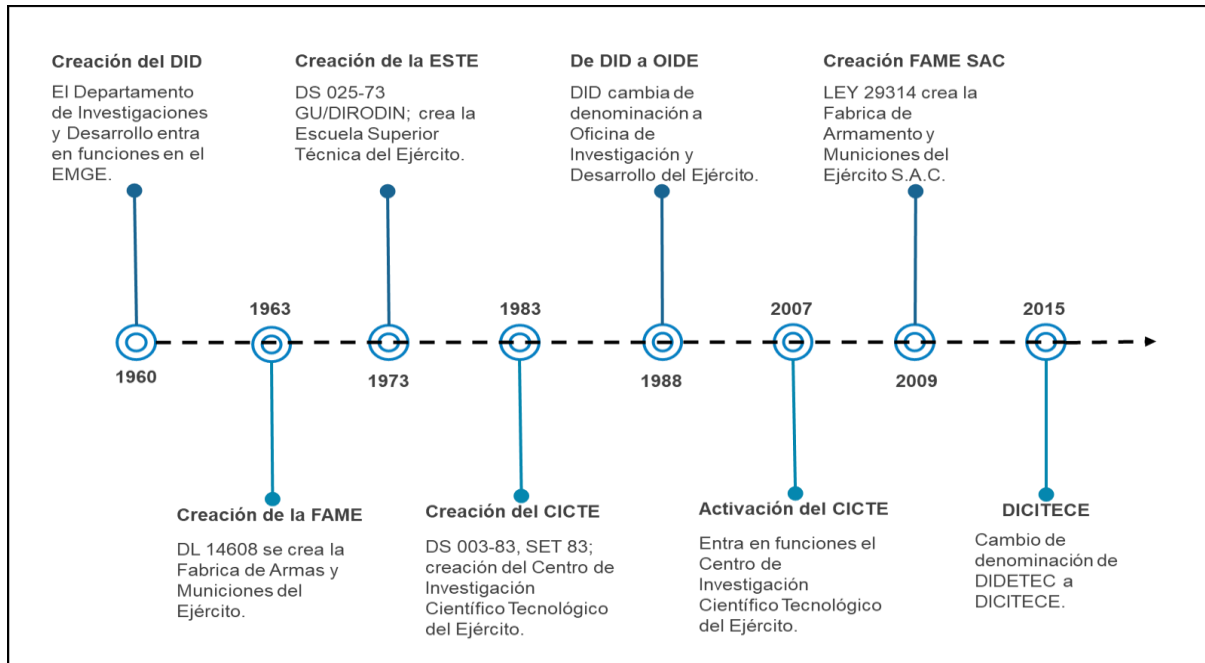 Creación del DID
El Departamento
de Investigaciones
y Desarrollo entra
en funciones en el
EMGE.
Creación de la ESTE
DS 025-73
GU/DIRODIN; crea la
Escuela Superior
Técnica del Ejército.
De DID a OIDE
DID cambia de
denominación a
Oficina de
Investigación y
Desarrollo del Ejército.
Creación FAME SAC
LEY 29314 crea la
Fabrica de
Armamento y
Municiones del
Ejército S.A.C.
1960
1963
1973
1983
1988
2007
2009
2015
Creación de la FAME
DL 14608 se crea la
Fabrica de Armas y
Municiones del
Ejército.
Creación del CICTE
DS 003-83, SET 83;
creación del Centro de
Investigación
Científico Tecnológico
del Ejército.
Activación del CICTE
Entra en funciones el
Centro de
Investigación
Científico Tecnológico
del Ejército.
DICITECE
Cambio de
denominación de
DIDETEC a
DICITECE.